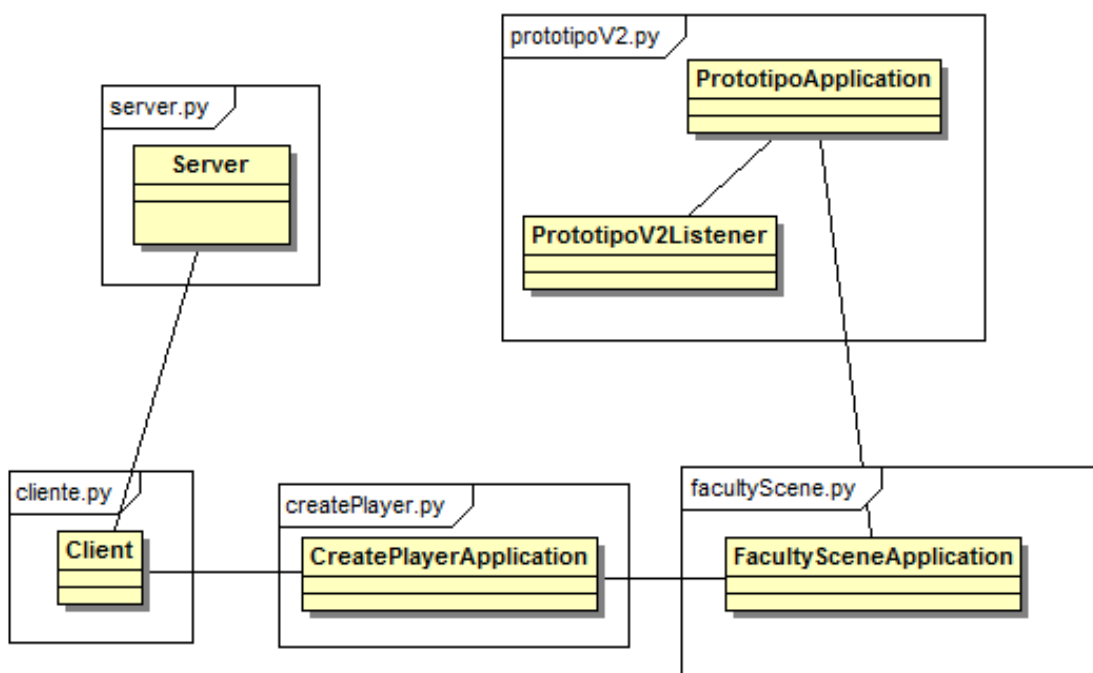 prototipoV2.py
PrototipoApplication
server.py
Server
PrototipoV2Listener
cliente.py
Client
createPlayer.py
CreatePlayerApplication
facultyScene.py
FacultySceneApplication